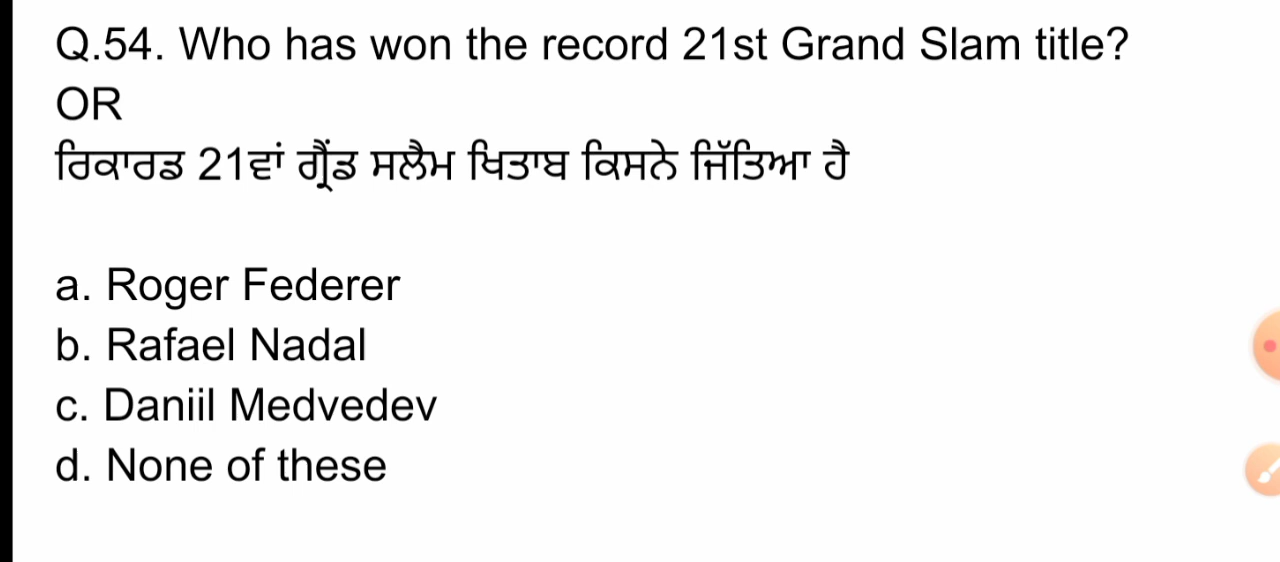 Q.54. Who has won the record 21st Grand Slam title?
OR
ਰਿਕਾਰਡ 21ਵਾਂ ਗ੍ਰੈਂਡ ਸਲੈਮ ਖਿਤਾਬ ਕਿਸਨੇ ਜਿੱਤਿਆ ਹੈ
a. Roger Federer
b. Rafael Nadal
c. Daniil Medvedev
d. None of these